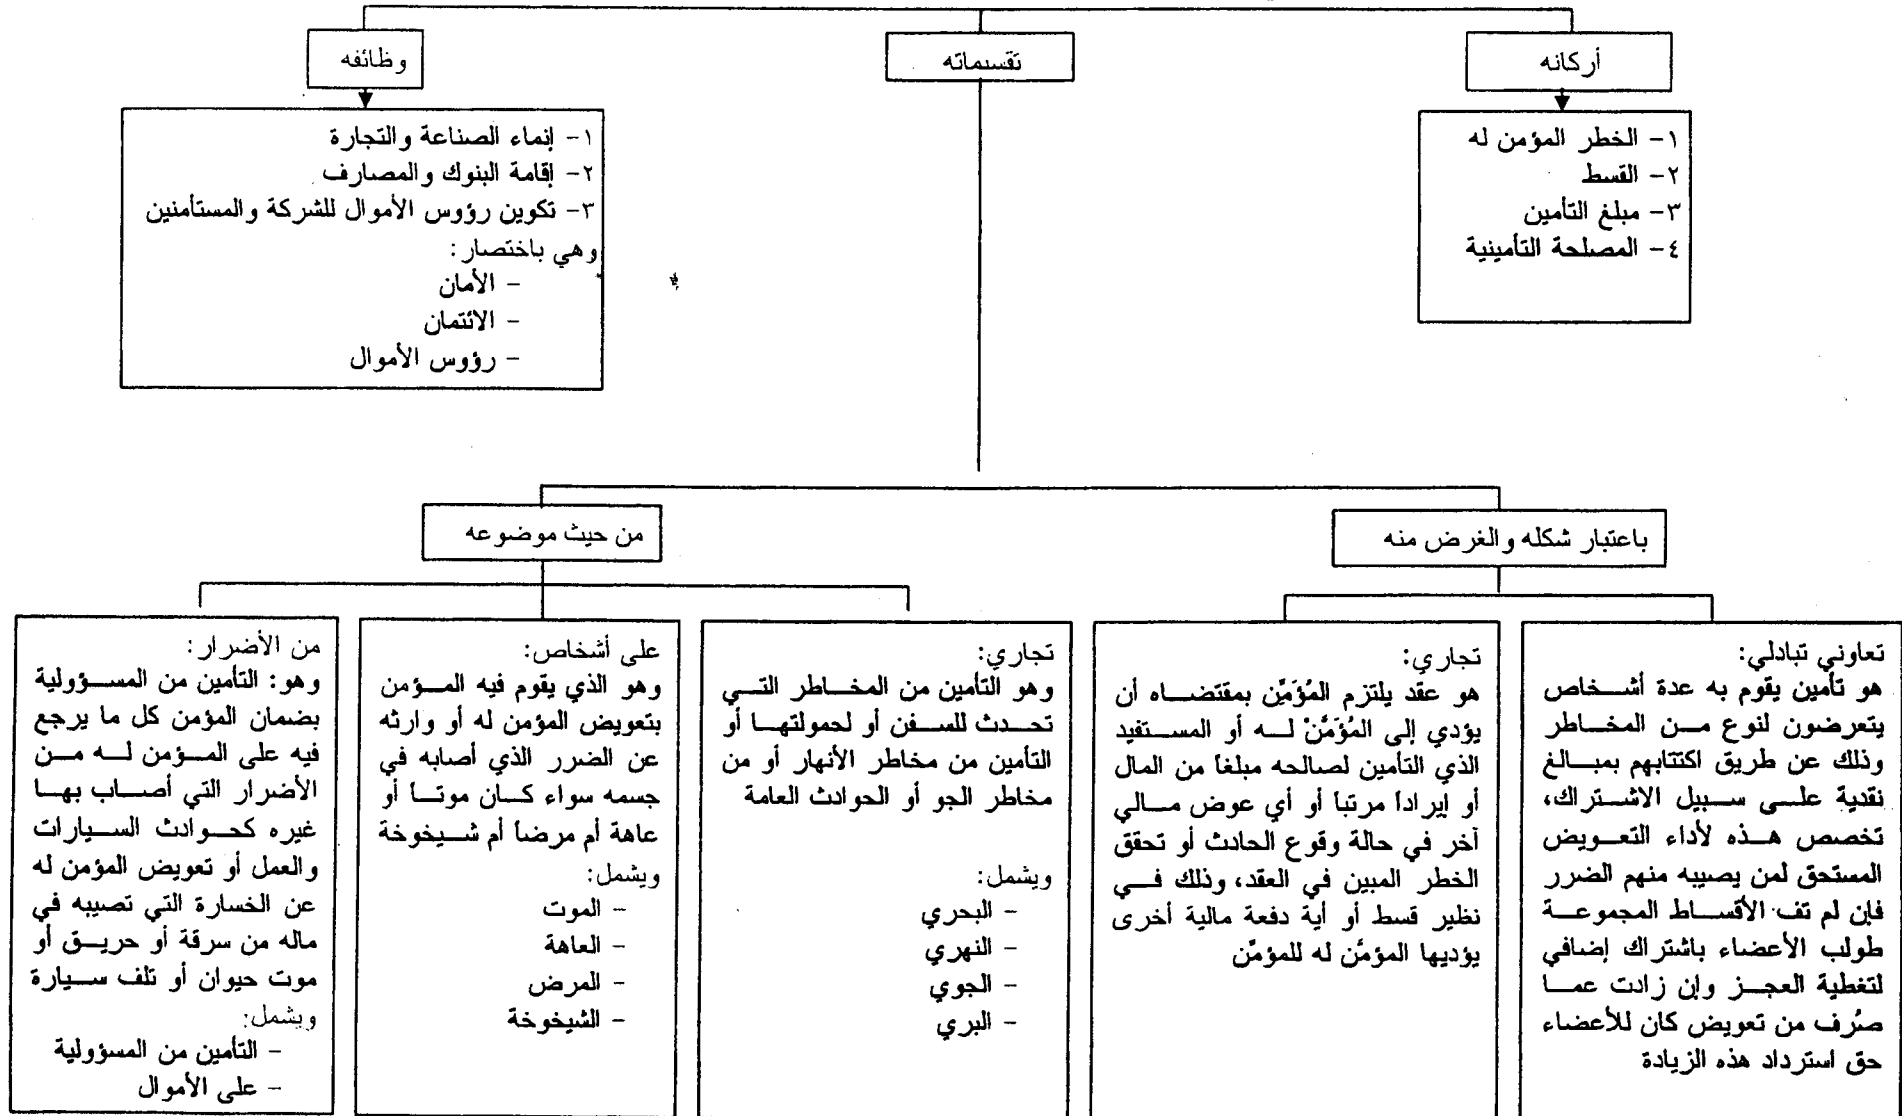 أركانه
تقسيماته
وظائفه
١- الخطر المؤمن له
٢- القسط
٣- مبلغ التأمين
٤- المصلحة التأمينية
١- إنماء الصناعة والتجارة
٢- إقامة البنوك والمصارف
٣- تكوين رؤوس الأموال للشركة والمستأمنين
وهي باختصار:
- الأمان
- الائتمان
- رؤوس الأموال
باعتبار شكله والغرض منه
من حيث موضوعه
تعاوني تبادلي:
هو تأمين يقوم به عدة أشخاص
يتعرضون لنوع من المخاطر
وذلك عن طريق اكتتابهم بمبالغ
نقدية على سبيل الاشتراك،
تخصص هذه لأداء التعويض
المستحق لمن يصيبه منهم الضرر
فإن لم تف الأقساط المجموعة
طولب الأعضاء باشتراك إضافي
لتغطية العجز وإن زادت عما
صُرف من تعويض كان للأعضاء
حق استرداد هذه الزيادة
تجاري:
هو عقد يلتزم المُؤَمِّن بمقتضاه أن
يؤدي إلى المُؤَمَّنْ له أو المستفيد
الذي التأمين لصالحه مبلغاً من المال
أو إيراداً مرتبا أو أي عوض مالي
آخر في حالة وقوع الحادث أو تحقق
الخطر المبين في العقد، وذلك في
نظير قسط أو أية دفعة مالية أخرى
يؤديها المؤمَّن له للمؤمِّن
تجاري:
وهو التأمين من المخاطر التي
تحدث للسفن أو لحمولتها أو
التأمين من مخاطر الأنهار أو من
مخاطر الجو أو الحوادث العامة
ويشمل:
- البحري
- النهري
- الجوي
- البري
على أشخاص:
وهو الذي يقوم فيه المؤمن
بتعويض المؤمن له أو وارثه
عن الضرر الذي أصابه في
جسمه سواء كان موتاً أو
عاهة أم مرضاً أم شيخوخة
ويشمل:
- الموت
- العاهة
- المرض
- الشيخوخة
من الأضرار:
وهو: التأمين من المسؤولية
بضمان المؤمن كل ما يرجع
فيه على المؤمن له من
الأضرار التي أصاب بها
غيره كحوادث السيارات
والعمل أو تعويض المؤمن له
عن الخسارة التي تصيبه في
ماله من سرقة أو حريق أو
موت حيوان أو تلف سيارة
ويشمل:
- التأمين من المسؤولية
- على الأموال